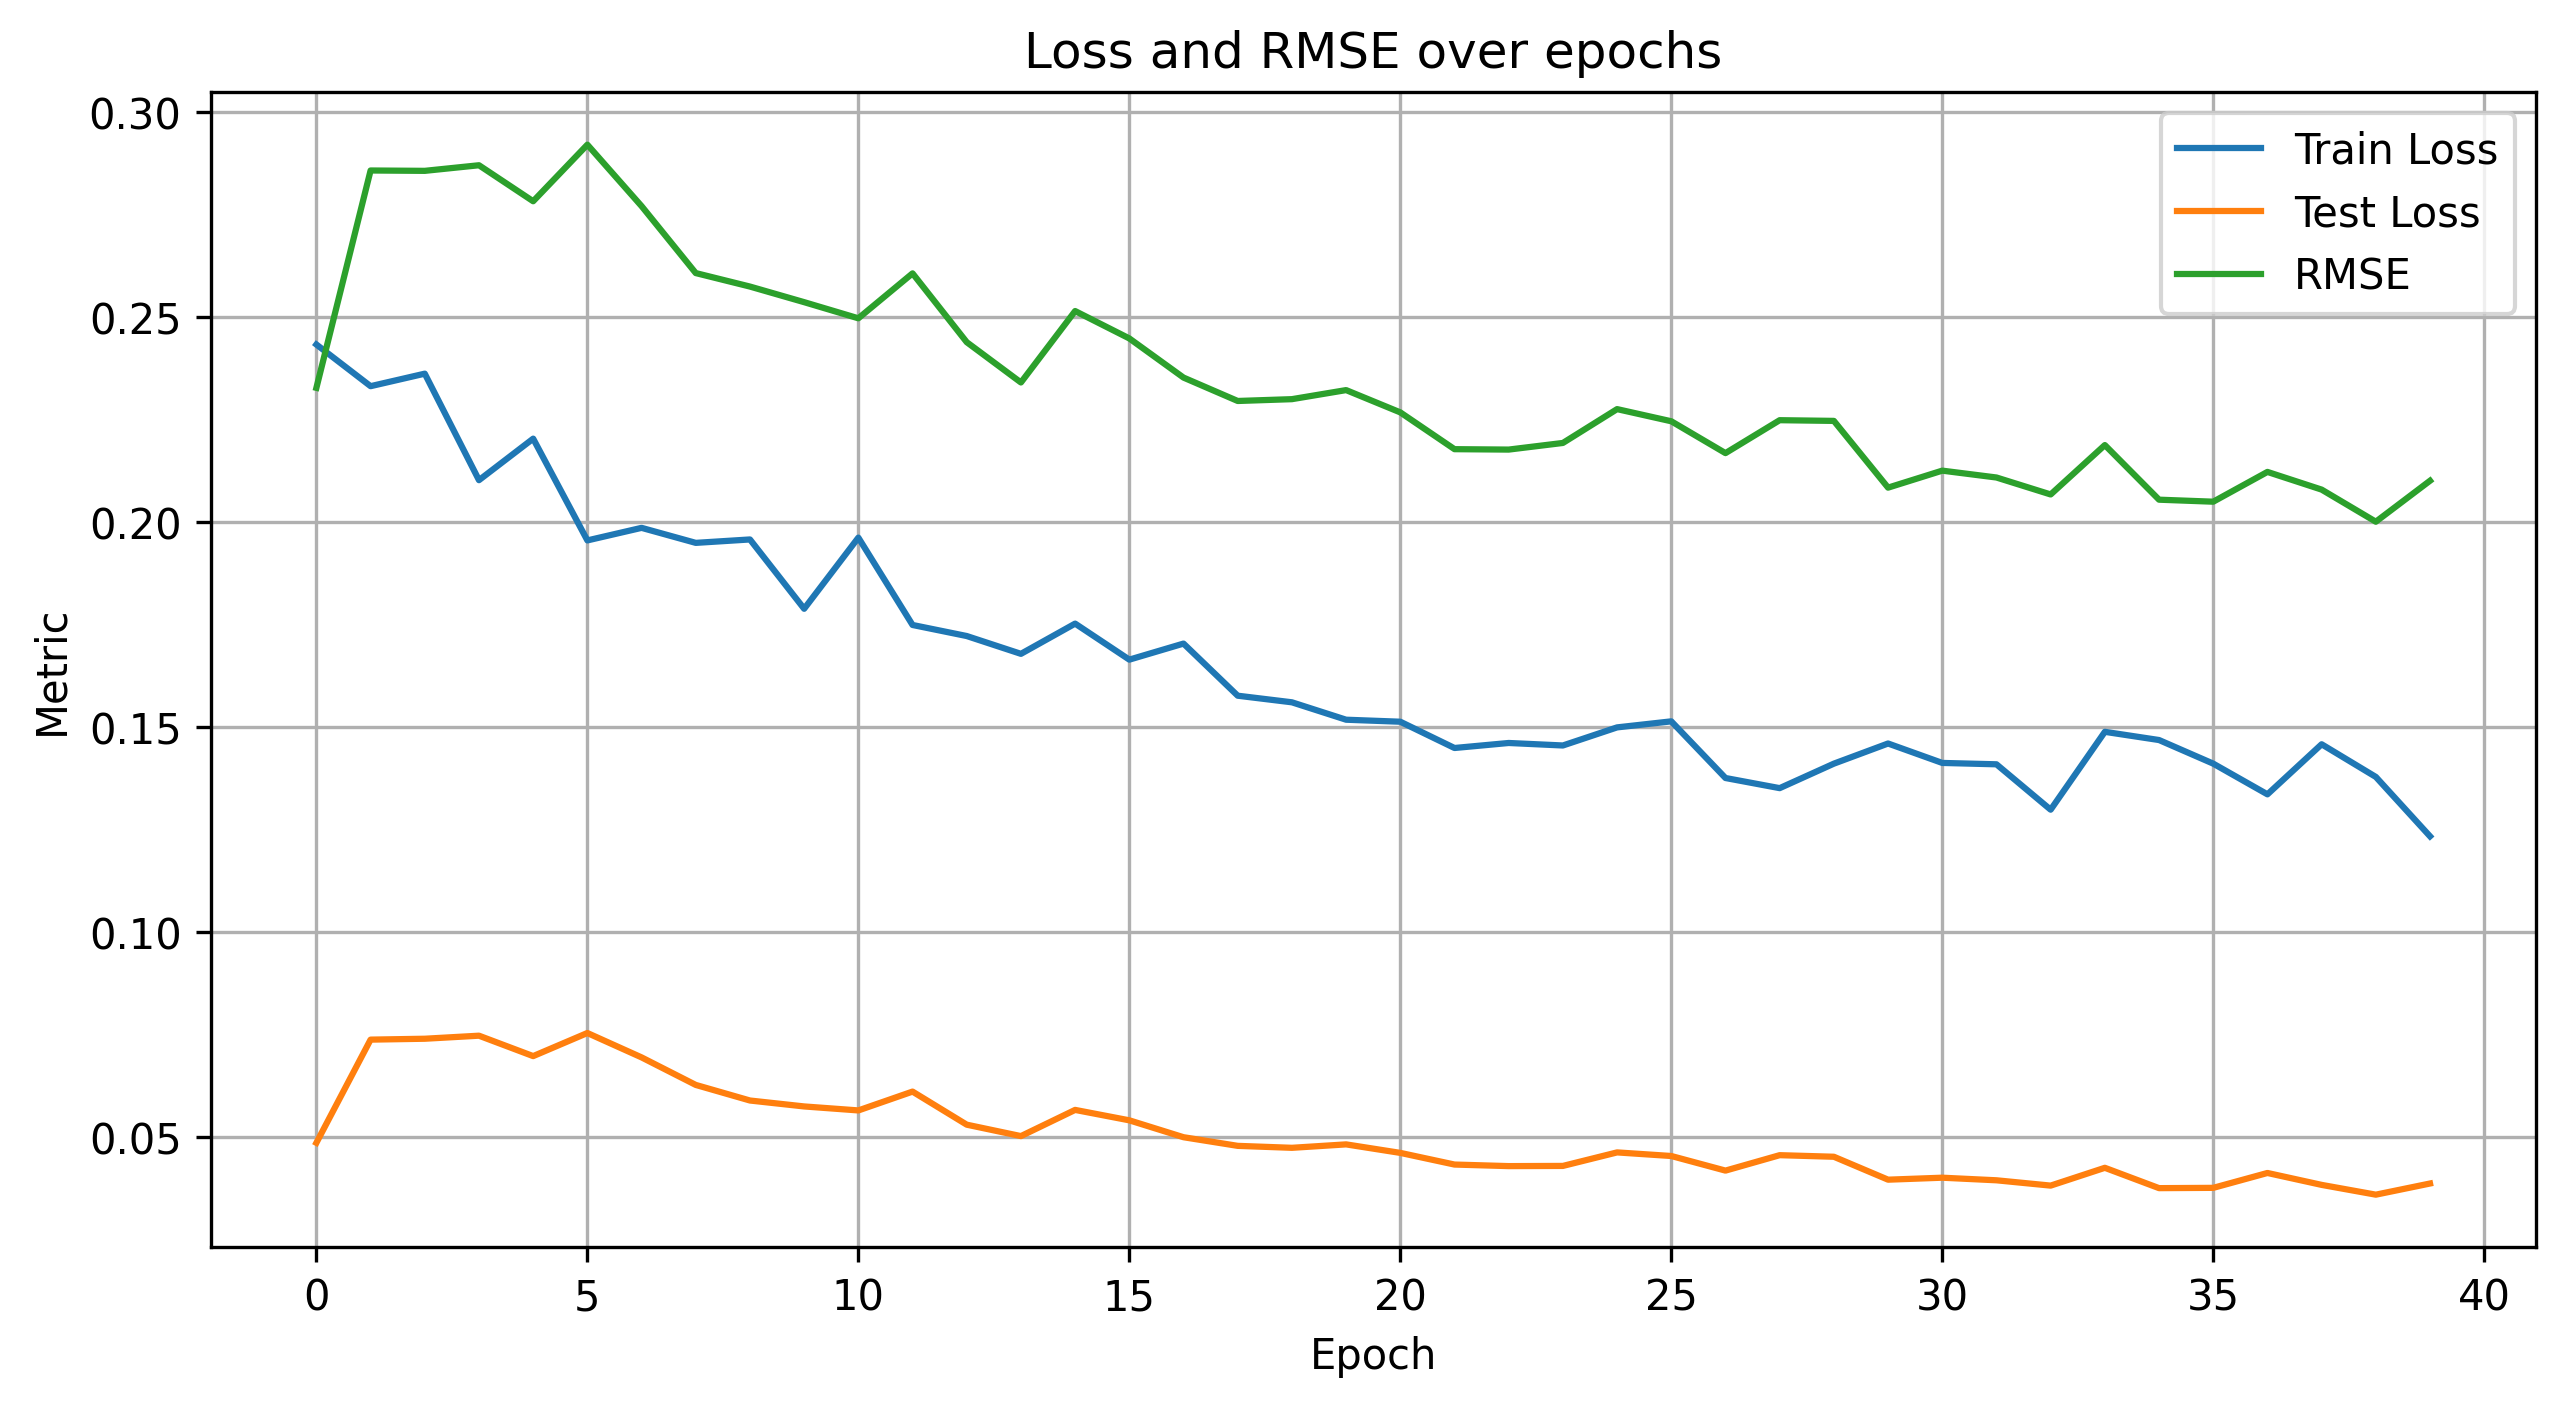 Loss and RMSE over epochs
0.30
0.25
0.20
0.15
0.10
0.05
Metric
Train Loss
Test Loss
RMSE
0 5 10 15 20 25 30 35 40
Epoch